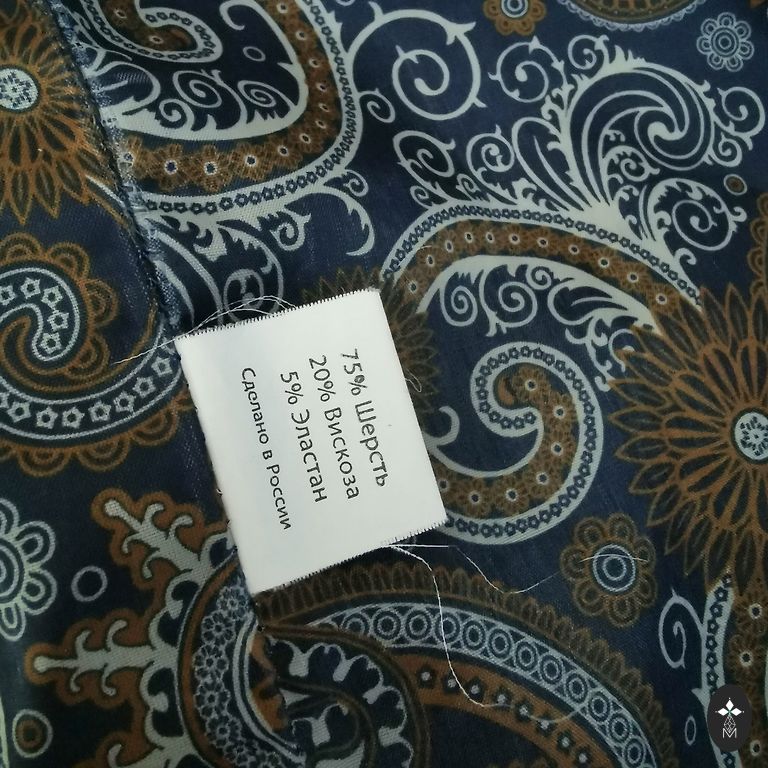 75% Шерсть
20% Вискоза
5% Эластан
Сделано в России
M